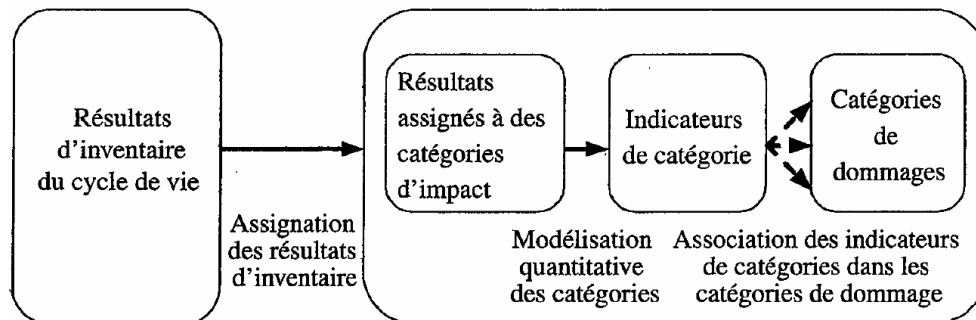 Résultats
d'inventaire
du cycle de vie
Assignation
des résultats
d'inventaire
Résultats
assignés à des
catégories
d'impact
Modélisation
quantitative
des catégories
Indicateurs
de catégorie
Association des indicateurs
de catégories dans les
catégories de dommage
Catégories
de
dommages